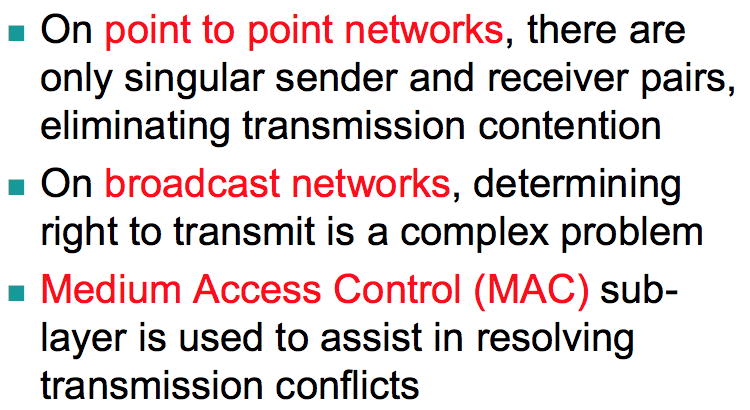 On point to point networks, there are
only singular sender and receiver pairs,
eliminating transmission contention
On broadcast networks, determining
right to transmit is a complex problem
Medium Access Control (MAC) sub-
layer is used to assist in resolving
transmission conflicts